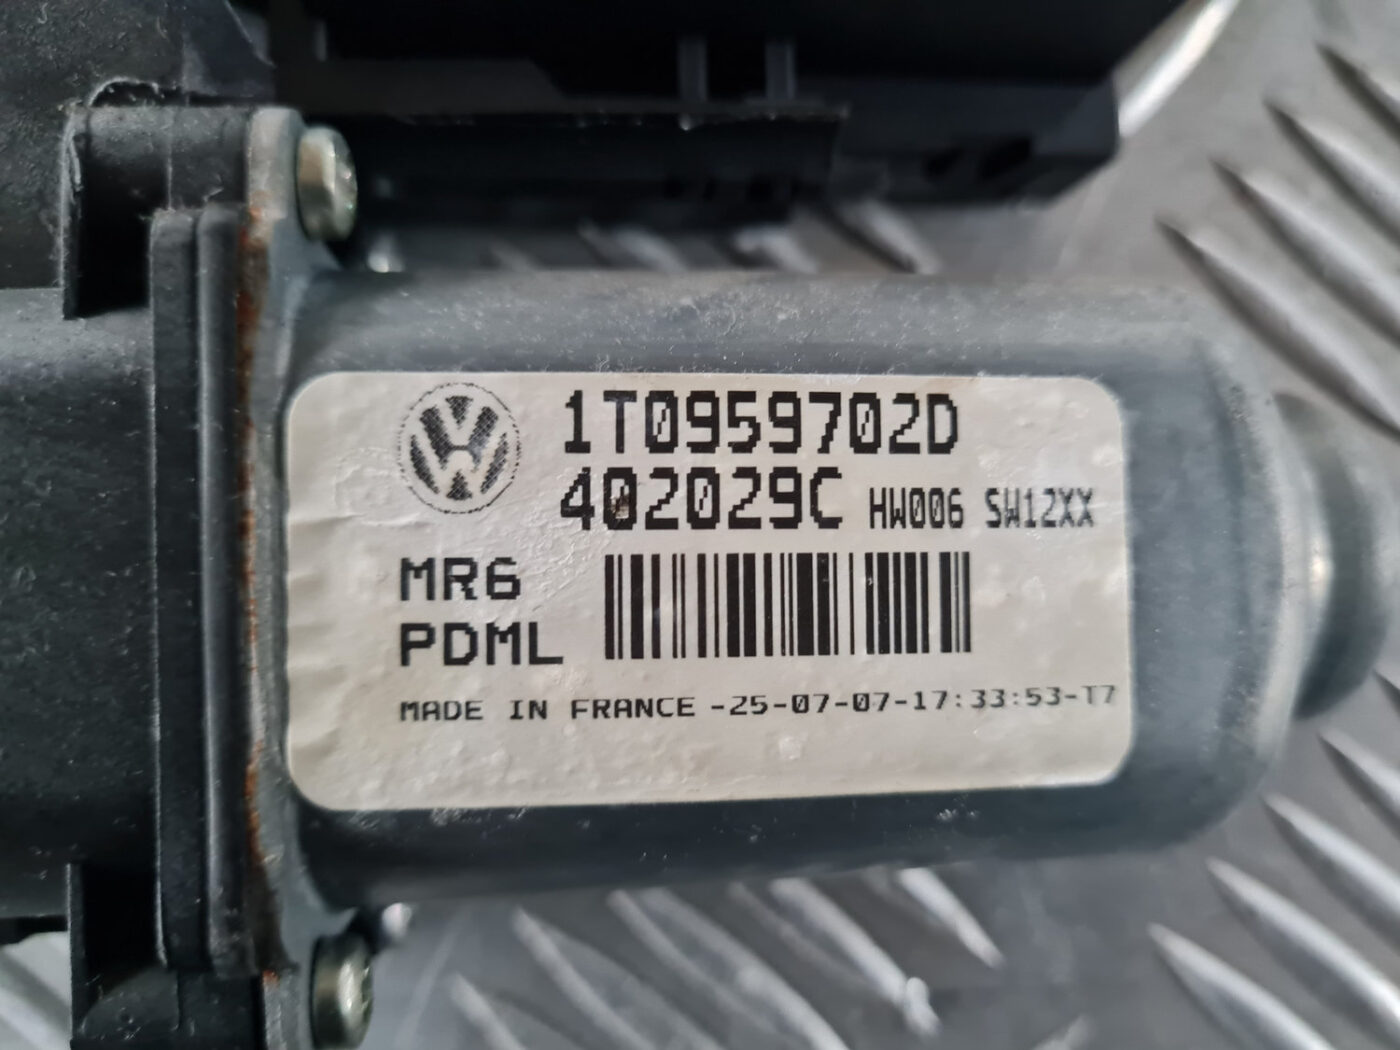 1T0959702D
402029C HW006 SW12XX
MR6
PDML
MADE IN FRANCE -25-07-07-17:33:53-T7